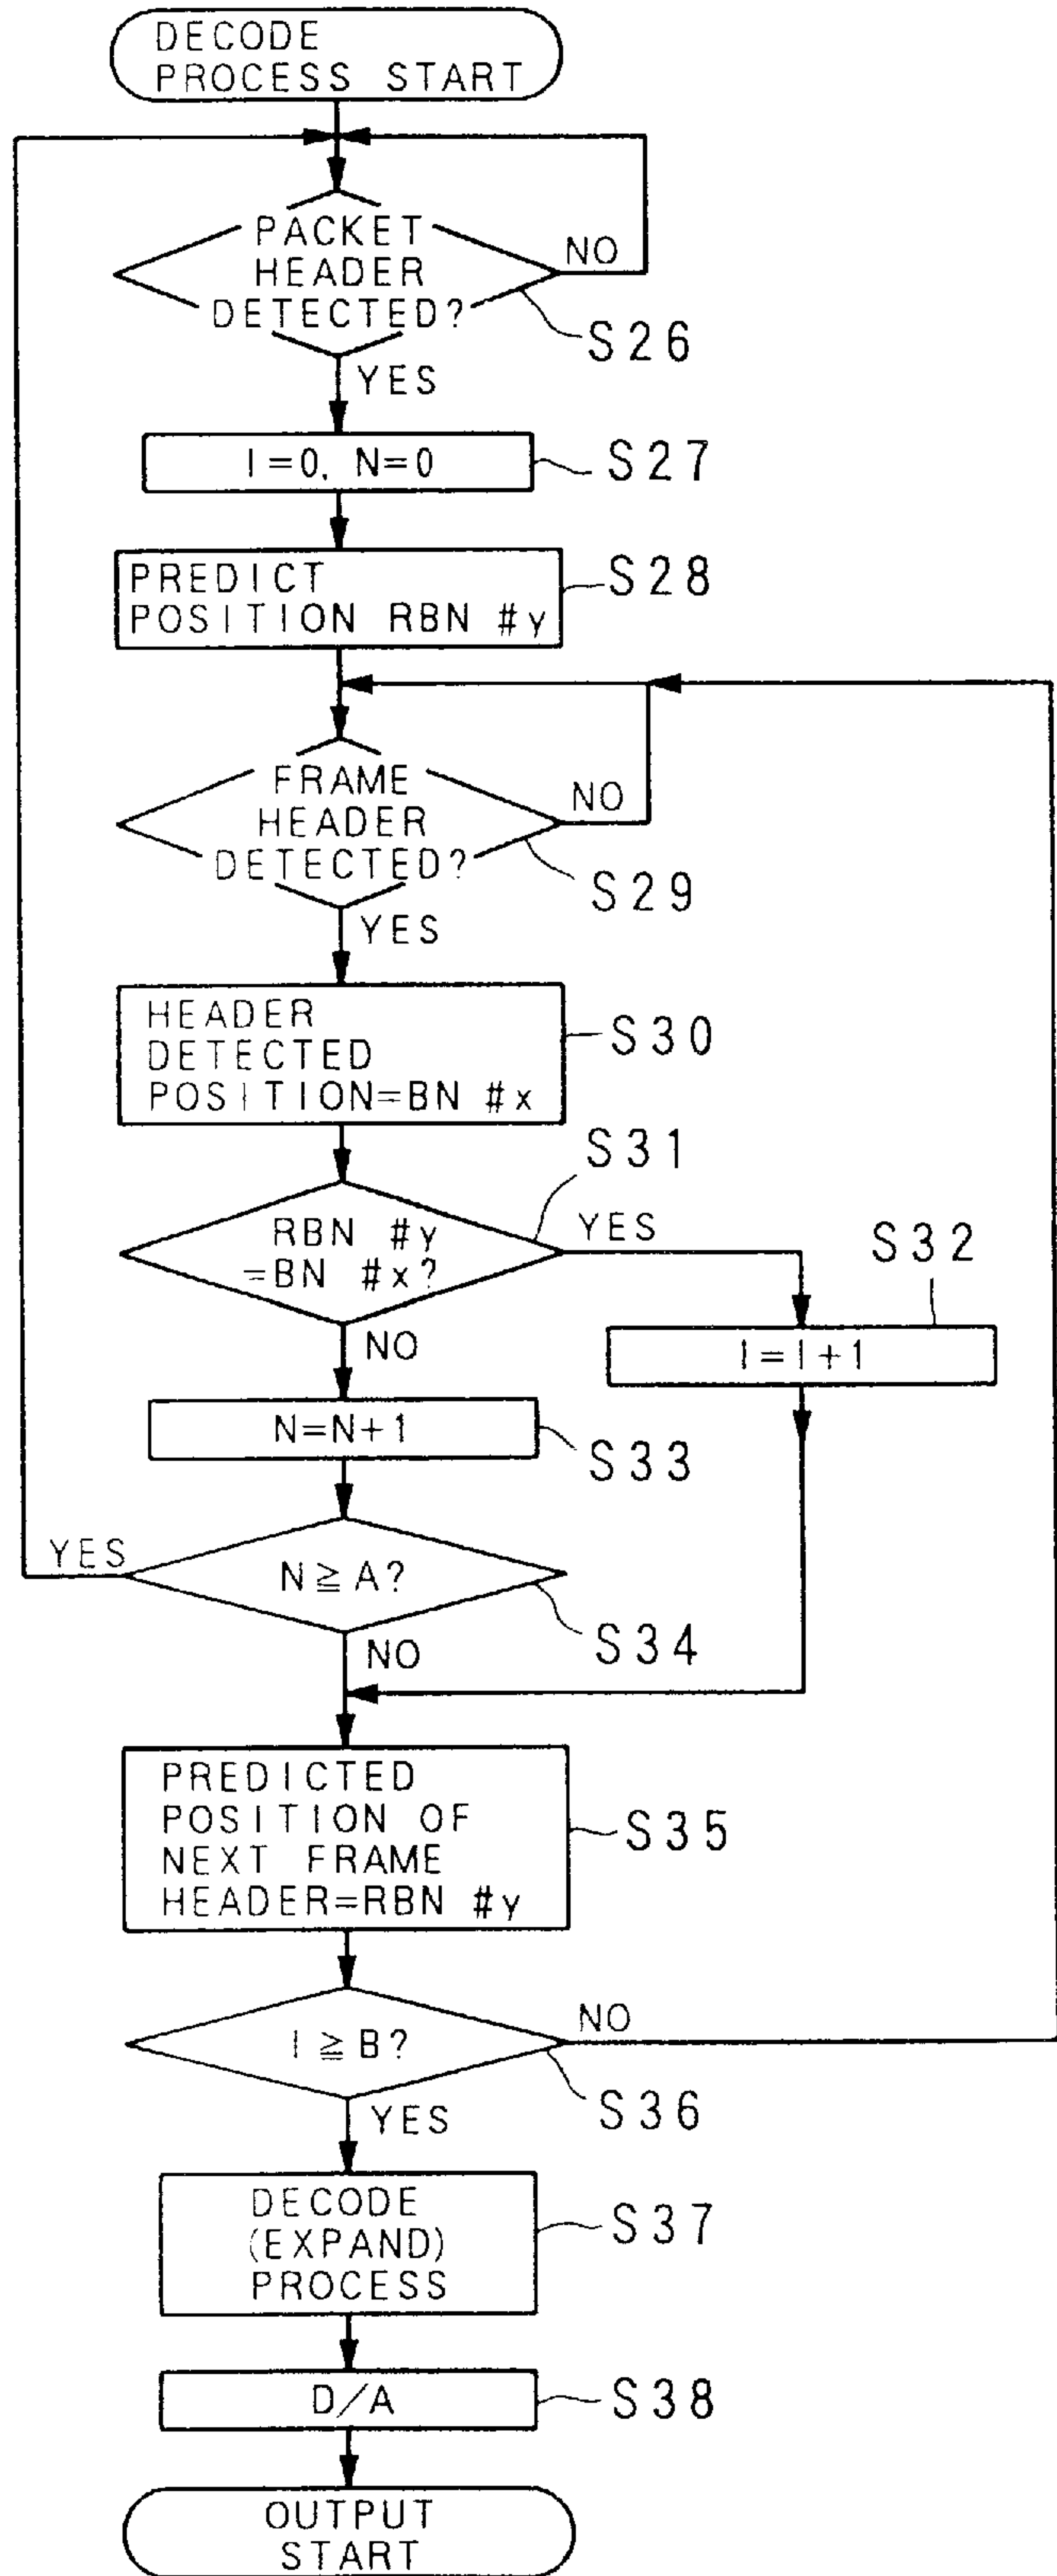 DECODE
PROCESS START
PACKET
HEADER
DETECTED?
NO
S26
YES
I=0, N=0
S27
PREDICT
POSITION RBN #y
S28
FRAME
HEADER
DETECTED?
NO
S29
YES
HEADER
DETECTED
POSITION=BN #x
S30
S31
RBN #y
=BN #x?
YES
S32
I=I+1
NO
N=N+1
S33
YES
N≧A?
S34
NO
PREDICTED
POSITION OF
NEXT FRAME
HEADER=RBN #y
S35
I≧B?
NO
S36
YES
DECODE
(EXPAND)
PROCESS
S37
D/A
S38
OUTPUT
START